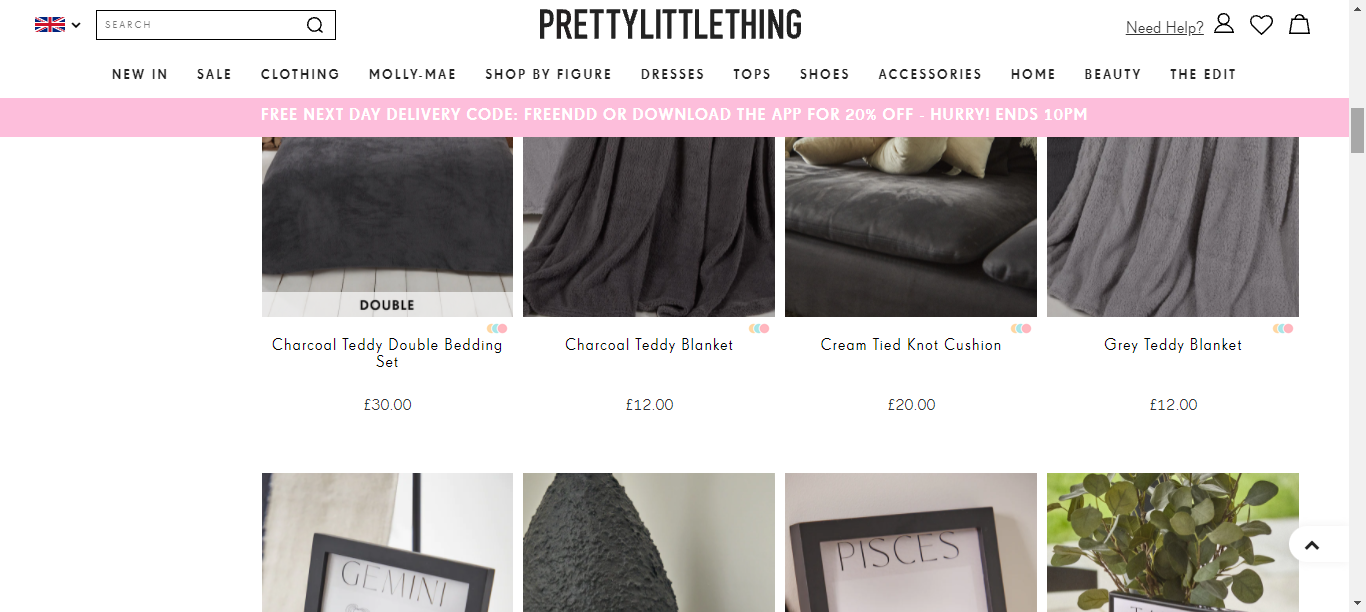 SEARCH
PRETTYLITTLETHING
Need Help?
NEW IN SALE CLOTHING MOLLY-MAE SHOP BY FIGURE DRESSES TOPS SHOES ACCESSORIES HOME BEAUTY THE EDIT
FREE NEXT DAY DELIVERY CODE: FREENDD OR DOWNLOAD THE APP FOR 20% OFF - HURRY! ENDS 10PM
DOUBLE
Charcoal Teddy Double Bedding
Set
£30.00
Charcoal Teddy Blanket
£12.00
Cream Tied Knot Cushion
£20.00
Grey Teddy Blanket
£12.00
GEMINI
PISCES